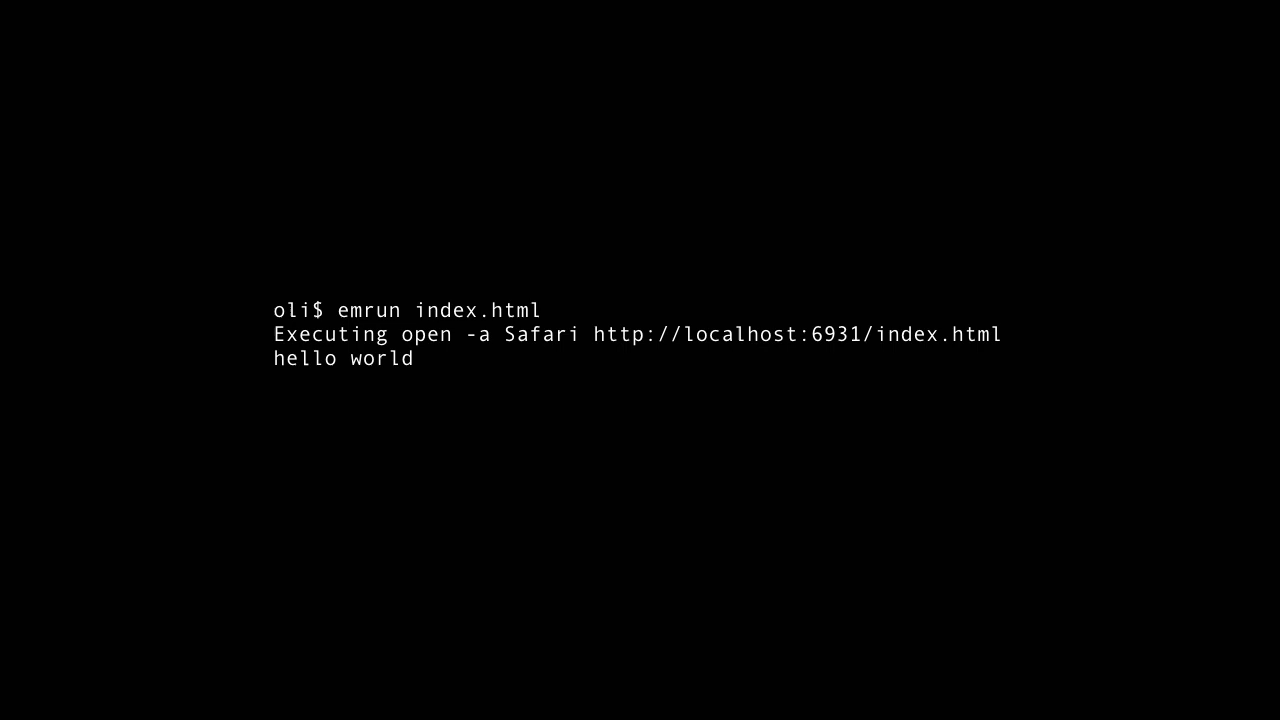 oli$ emrun index.html
Executing open -a Safari http://localhost:6931/index.html
hello world